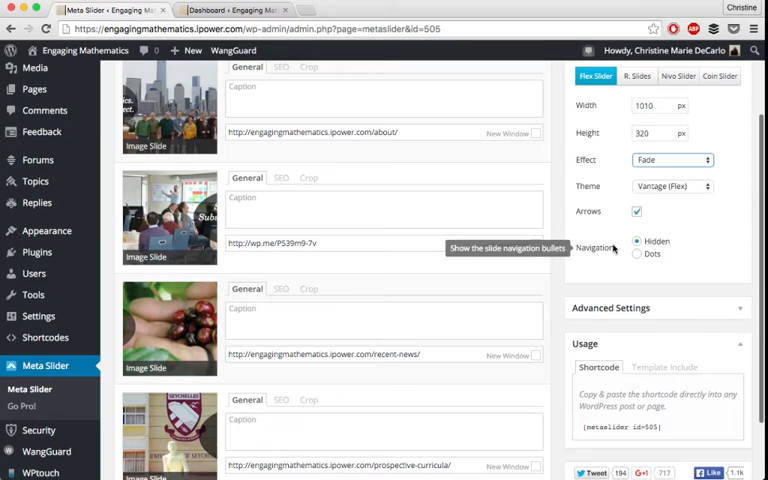 Christine
Meta Slider ‹ Engaging Ma
Dashboard ‹ Engaging Ma
https://engagingmathematics.ipower.com/wp-admin/admin.php?page=metaslider&id=505
ABP
Engaging Mathematics
0
New
WangGuard
Howdy, Christine Marie DeCarlo
Media
Pages
Comments
Feedback
Forums
Topics
Replies
Appearance
Plugins
Users
Tools
Settings
Shortcodes
Meta Slider
Meta Slider
Go Pro!
Security
WangGuard
WPtouch
General
SEO
Crop
Caption
http://engagingmathematics.ipower.com/about/
New Window
Image Slide
General
SEO
Crop
Caption
http://wp.me/P539m9-7v
Image Slide
General
SEO
Crop
Caption
http://engagingmathematics.ipower.com/recent-news/
New Window
Image Slide
General
SEO
Crop
Caption
http://engagingmathematics.ipower.com/prospective-curricula/
New Window
Image Slide
Flex Slider
R. Slides
Nivo Slider
Coin Slider
Width
1010
px
Height
320
px
Effect
Fade
Theme
Vantage (Flex)
Arrows
Show the slide navigation bullets
Navigation
Hidden
Dots
Advanced Settings
Usage
Shortcode
Template Include
Copy & paste the shortcode directly into any
WordPress post or page.
[metaslider id=505]
Tweet
194
G+1
717
Like
1.1k